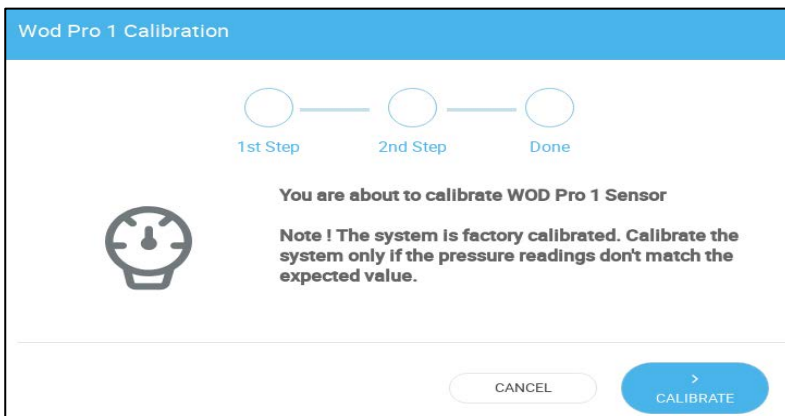 Wod Pro 1 Calibration
1st Step
2nd Step
Done
You are about to calibrate WOD Pro 1 Sensor
Note ! The system is factory calibrated. Calibrate the
system only if the pressure readings don't match the
expected value.
CANCEL
>
CALIBRATE